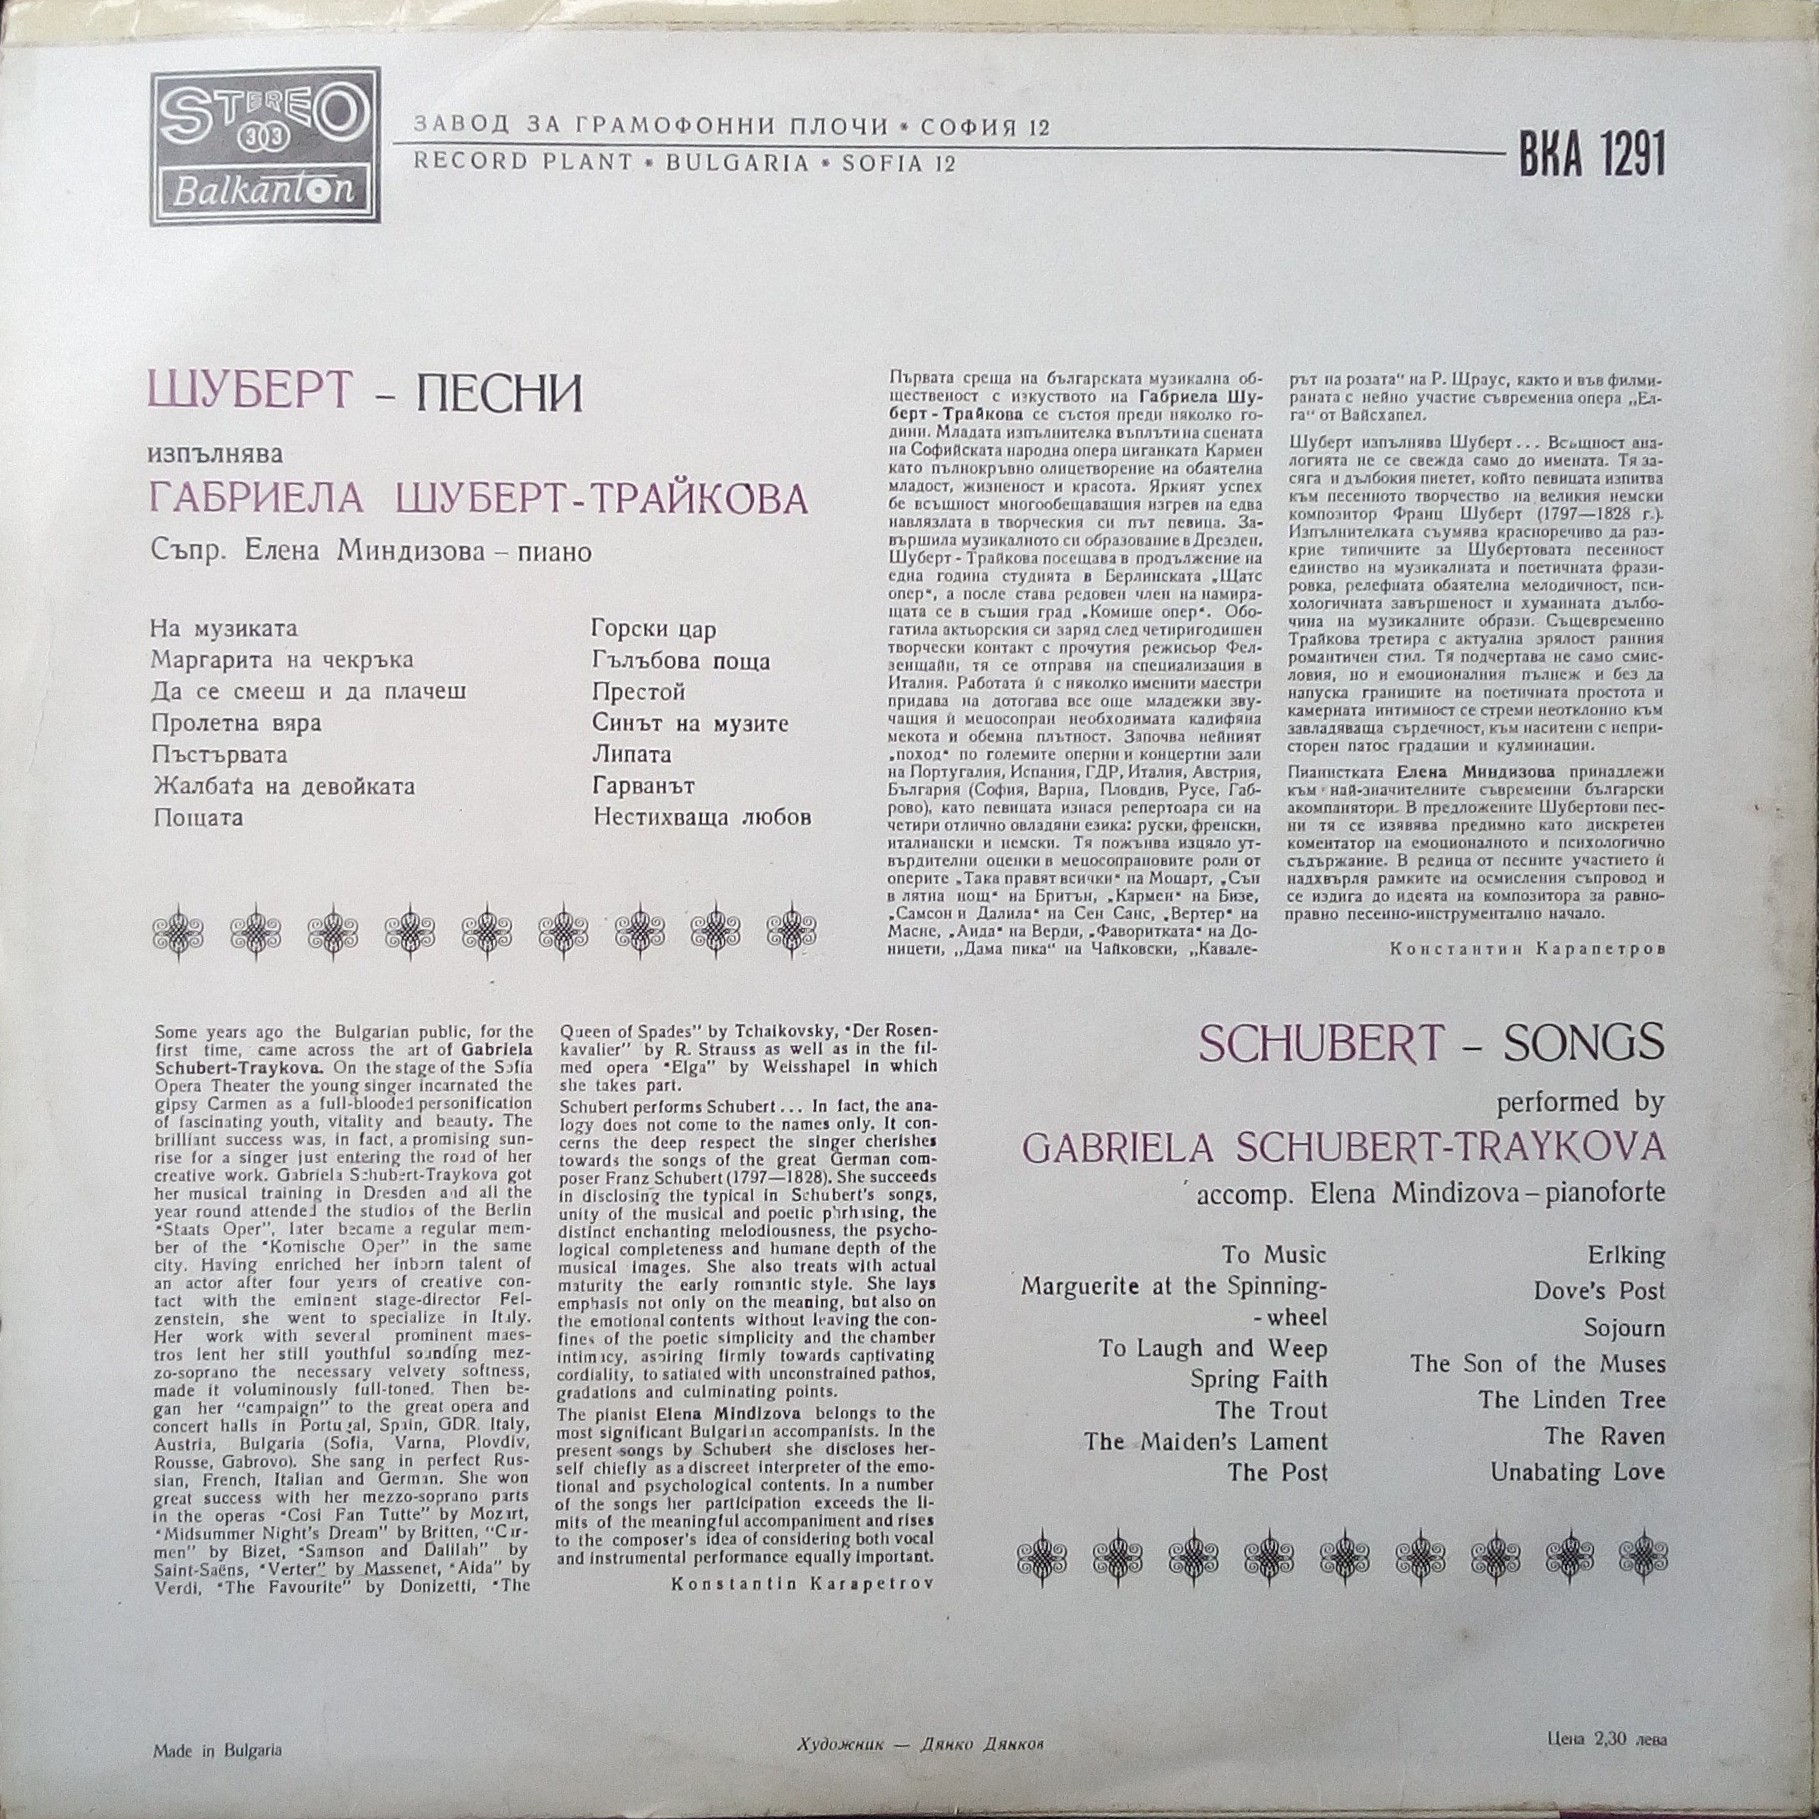 STEREO
33
Balkanton
ЗАВОД ЗА ГРАМОФОННИ ПЛОЧИ * СОФИЯ 12
RECORD PLANT * BULGARIA * SOFIA 12
ВКА 1291
ШУБЕРТ – ПЕСНИ
изпълнява
ГАБРИЕЛА ШУБЕРТ-ТРАЙКОВА
Съпр. Елена Миндизова – пиано
На музиката
Маргарита на чекръка
Да се смееш и да плачеш
Пролетна вяра
Пъстървата
Жалбата на девойката
Пощата
Горски цар
Гълъбова поща
Престой
Синът на музите
Липата
Гарванът
Нестихваща любов
Първата среща на българската музикална об-
щественост с изкуството на Габриела Шу-
берт - Трайкова се състоя преди няколко го-
дини. Младата изпълнителка въплъти на сцената
на Софийската народна опера циганката Кармен
като пълнокръвно олицетворение на обаятелна
младост, жизненост и красота. Яркият успех
бе всъщност многообещаващия изгрев на едва
навлязлата в творческия си път певица. За-
вършила музикалното си образование в Дрезден,
Шуберт - Трайкова посещава в продължение на
една година студията в Берлинската „Щатс
опер“, а после става редовен член на намира-
щата се в същия град „Комише опер“. Обо-
гатила актьорския си заряд след четиригодишен
творчески контакт с прочутия режисьор Фел-
зенщайн, тя се отправя на специализация в
Италия. Работата ѝ с няколко именити маестри
придава на дотогава все още младежки зву-
чащия ѝ мецосопран необходимата кадифяна
мекота и обемна плътност. Започва нейният
„поход“ по големите оперни и концертни зали
на Португалия, Испания, ГДР, Италия, Австрия,
България (София, Варна, Пловдив, Русе, Габ-
рово), като певицата изнася репертоара си на
четири отлично овладяни езика: руски, френски,
италиански и немски. Тя пожънва изцяло ут-
върдителни оценки в мецосопрановите роли от
оперите „Така правят всички“ на Моцарт, „Сън
в лятна нощ“ на Бритън, „Кармен“ на Бизе,
„Самсон и Далила“ на Сен Санс, „Вертер“ на
Масне, „Аида“ на Верди, „Фаворитката“ на До-
ницети, „Дама пика“ на Чайковски, „Кавале-
рът на розата“ на Р. Щраус, както и във филми-
раната с нейно участие съвременна опера „Ел-
га“ от Вайсхапел.
Шуберт изпълнява Шуберт... Всъщност ана-
логията не се свежда само до имената. Тя за-
сяга и дълбокия пиетет, който певицата изпитва
към песенното творчество на великия немски
композитор Франц Шуберт (1797—1828 г.).
Изпълнителката съумява красноречиво да раз-
крие типичните за Шубертовата песенност
единство на музикалната и поетичната фрази-
ровка, релефната обаятелна мелодичност, пси-
хологичната завършеност и хуманната дълбо-
чина на музикалните образи. Същевременно
Трайкова третира с актуална зрялост ранния
романтичен стил. Тя подчертава не само смис-
ловия, но и емоционалния пълнеж и без да
напуска границите на поетичната простота и
камерната интимност се стреми неотклонно към
завладяваща сърдечност, към наситени с непри-
сторен патос градации и кулминации.
Пианистката Елена Миндизова принадлежи
към най-значителните съвременни български
акомпанятори. В предложените Шубертови пес-
ни тя се изявява предимно като дискретен
коментатор на емоционалното и психологично
съдържание. В редица от песните участието ѝ
надхвърля рамките на осмисления съпровод и
се издига до идеята на композитора за равно-
правно песенно-инструментално начало.
Константин Карапетров
Some years ago the Bulgarian public, for the
first time, came across the art of Gabriela
Schubert-Traykova. On the stage of the Sofia
Opera Theater the young singer incarnated the
gipsy Carmen as a full-blooded personification
of fascinating youth, vitality and beauty. The
brilliant success was, in fact, a promising sun-
rise for a singer just entering the road of her
creative work. Gabriela Schubert-Traykova got
her musical training in Dresden and all the
year round attended the studios of the Berlin
“Staats Oper”, later became a regular mem-
ber of the “Komische Oper” in the same
city. Having enriched her inborn talent of
an actor after four years of creative con-
tact with the eminent stage-director Fel-
zenstein, she went to specialize in Italy.
Her work with several prominent maes-
tros lent her still youthful sounding mez-
zo-soprano the necessary velvety softness,
made it voluminously full-toned. Then be-
gan her “campaign” to the great opera and
concert halls in Portugal, Spain, GDR. Italy,
Austria, Bulgaria (Sofia, Varna, Plovdiv,
Rousse, Gabrovo). She sang in perfect Rus-
sian, French, Italian and German. She won
great success with her mezzo-soprano parts
in the operas “Cosi Fan Tutte” by Mozart,
“Midsummer Night's Dream” by Britten, “Car-
men” by Bizet, “Samson and Dalilah” by
Saint-Saëns, “Verter” by Massenet, “Aida” by
Verdi, “The Favourite” by Donizetti, “The
Queen of Spades” by Tchaikovsky, “Der Rosen-
kavalier” by R. Strauss as well as in the fil-
med opera “Elga” by Weisshapel in which
she takes part.
Schubert performs Schubert... In fact, the ana-
logy does not come to the names only. It con-
cerns the deep respect the singer cherishes
towards the songs of the great German com-
poser Franz Schubert (1797—1828). She succeeds
in disclosing the typical in Schubert's songs,
unity of the musical and poetic phrasing, the
distinct enchanting melodiousness, the psycho-
logical completeness and humane depth of the
musical images. She also treats with actual
maturity the early romantic style. She lays
emphasis not only on the meaning, but also on
the emotional contents without leaving the con-
fines of the poetic simplicity and the chamber
intimacy, aspiring firmly towards captivating
cordiality, to satiated with unconstrained pathos,
gradations and culminating points.
The pianist Elena Mindizova belongs to the
most significant Bulgarian accompanists. In the
present songs by Schubert she discloses her-
self chiefly as a discreet interpreter of the emo-
tional and psychological contents. In a number
of the songs her participation exceeds the li-
mits of the meaningful accompaniment and rises
to the composer's idea of considering both vocal
and instrumental performance equally important.
Konstantin Karapetrov
SCHUBERT – SONGS
performed by
GABRIELA SCHUBERT-TRAYKOVA
accomp. Elena Mindizova – pianoforte
To Music
Marguerite at the Spinning-
-wheel
To Laugh and Weep
Spring Faith
The Trout
The Maiden's Lament
The Post
Erlking
Dove's Post
Sojourn
The Son of the Muses
The Linden Tree
The Raven
Unabating Love
Made in Bulgaria
Художник — Дянко Дянков
Цена 2,30 лева